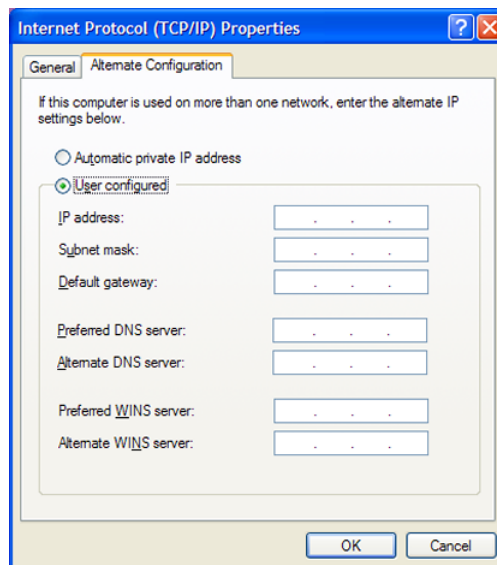 Internet Protocol (TCP/IP) Properties
General Alternate Configuration
If this computer is used on more than one network, enter the alternate IP
settings below.
Automatic private IP address
User configured
IP address:
Subnet mask:
Default gateway:
Preferred DNS server:
Alternate DNS server:
Preferred WINS server:
Alternate WINS server:
OK Cancel